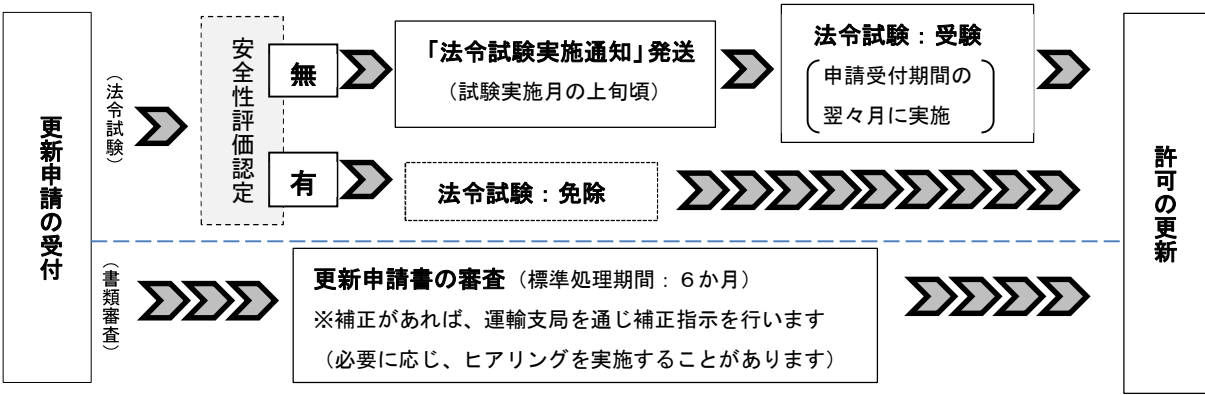 更新申請の受付
（法令試験）
安全性評価認定
無
「法令試験実施通知」発送
（試験実施月の上旬頃）
法令試験：受験
申請受付期間の
翌々月に実施
有
法令試験：免除
（書類審査）
更新申請書の審査（標準処理期間：６か月）
※補正があれば、運輸支局を通じ補正指示を行います
（必要に応じ、ヒアリングを実施することがあります）
許可の更新